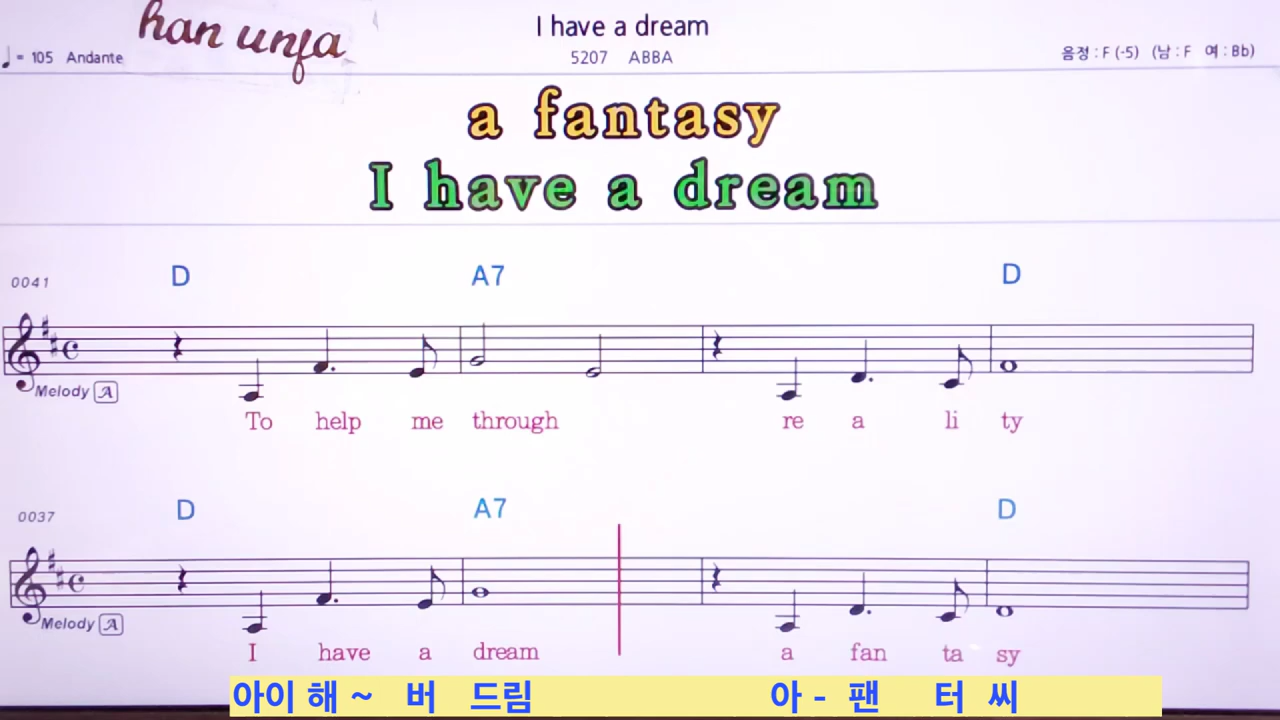 han unfa
I have a dream
♩= 105 Andante
5207 ABBA
음정 : F (-5) (남 : F 여 : Bb)
a fantasy
I have a dream
0041
D A7 D
Melody A
To help me through re a li ty
0037
D A7 D
Melody A
I have a dream a fan ta sy
아이 해 ~ 버 드림 아 - 팬 터 씨